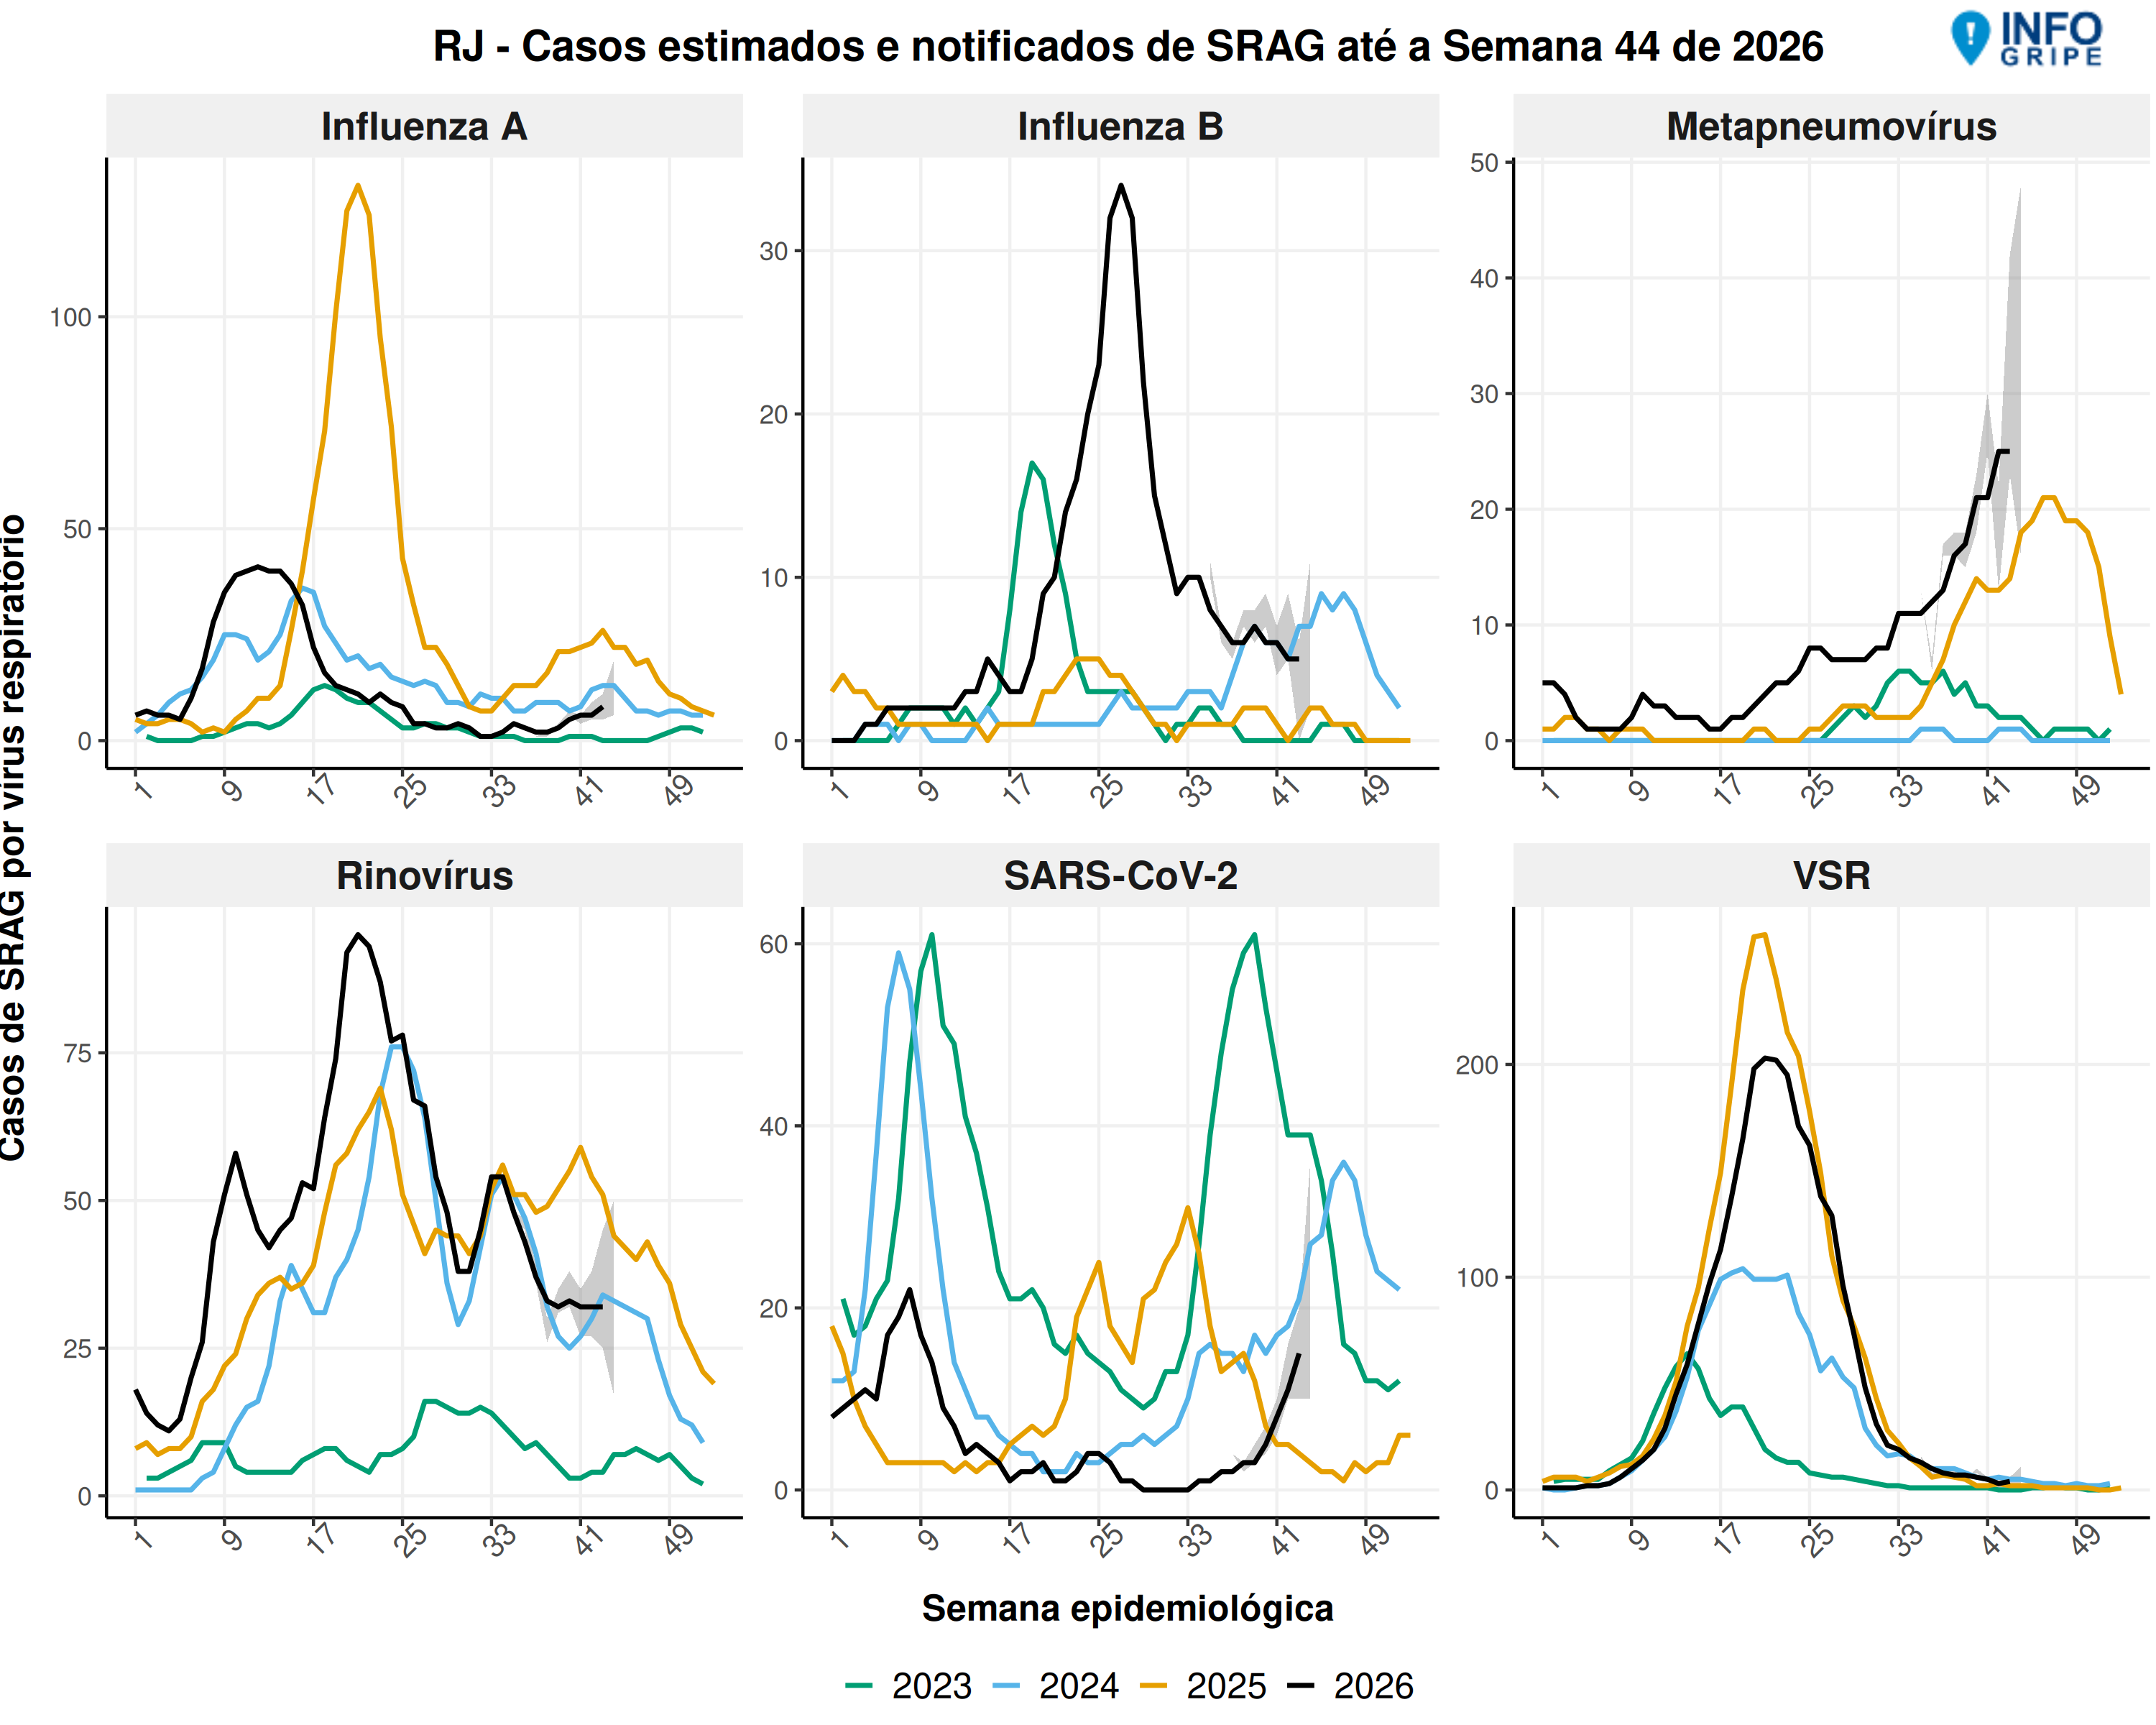 RJ - Casos estimados e notificados de SRAG até a Semana 44 de 2026
INFO
GRIPE
Casos de SRAG por vírus respiratório
Influenza A
0
50
100
1 9 17 25 33 41 49
Influenza B
0
10
20
30
1 9 17 25 33 41 49
Metapneumovírus
0
10
20
30
40
50
1 9 17 25 33 41 49
Rinovírus
0
25
50
75
1 9 17 25 33 41 49
SARS-CoV-2
0
20
40
60
1 9 17 25 33 41 49
VSR
0
100
200
1 9 17 25 33 41 49
Semana epidemiológica
2023 2024 2025 2026